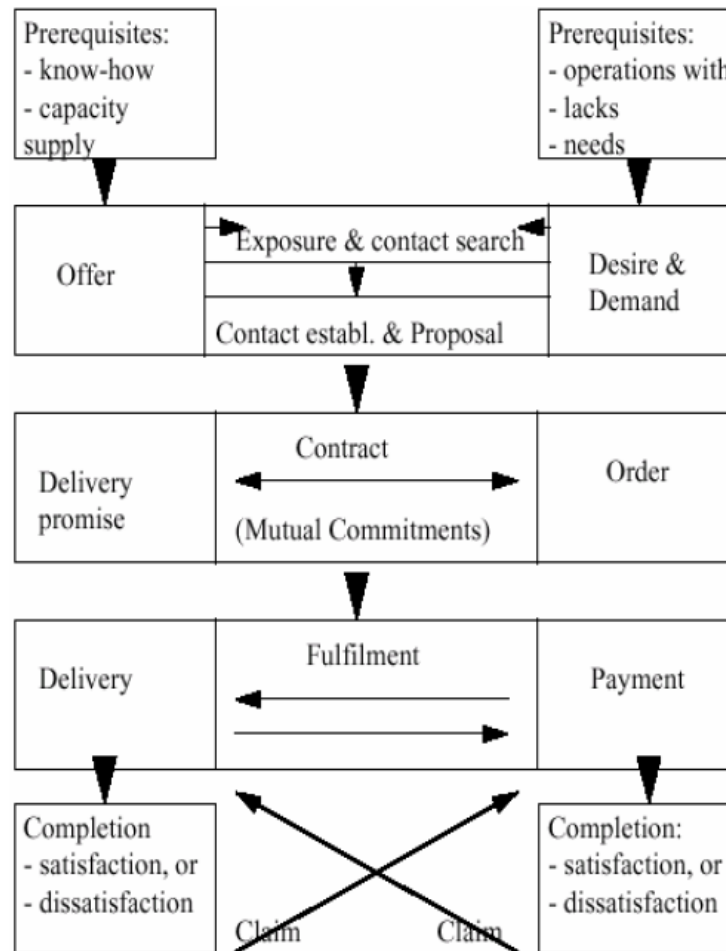 Prerequisites:
- know-how
- capacity
supply
Prerequisites:
- operations with
- lacks
- needs
Offer
Exposure & contact search
Contact establ. & Proposal
Desire &
Demand
Delivery
promise
Contract
(Mutual Commitments)
Order
Delivery
Fulfilment
Payment
Completion
- satisfaction, or
- dissatisfaction
Claim
Claim
Completion:
- satisfaction, or
- dissatisfaction